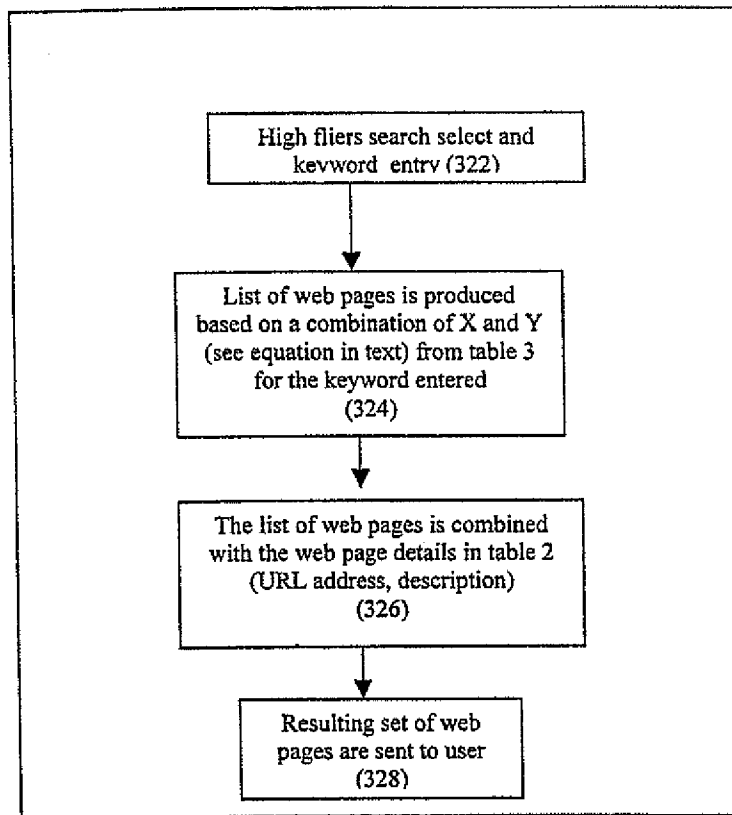 High fliers search select and
keyword entry (322)
List of web pages is produced
based on a combination of X and Y
(see equation in text) from table 3
for the keyword entered
(324)
The list of web pages is combined
with the web page details in table 2
(URL address, description)
(326)
Resulting set of web
pages are sent to user
(328)